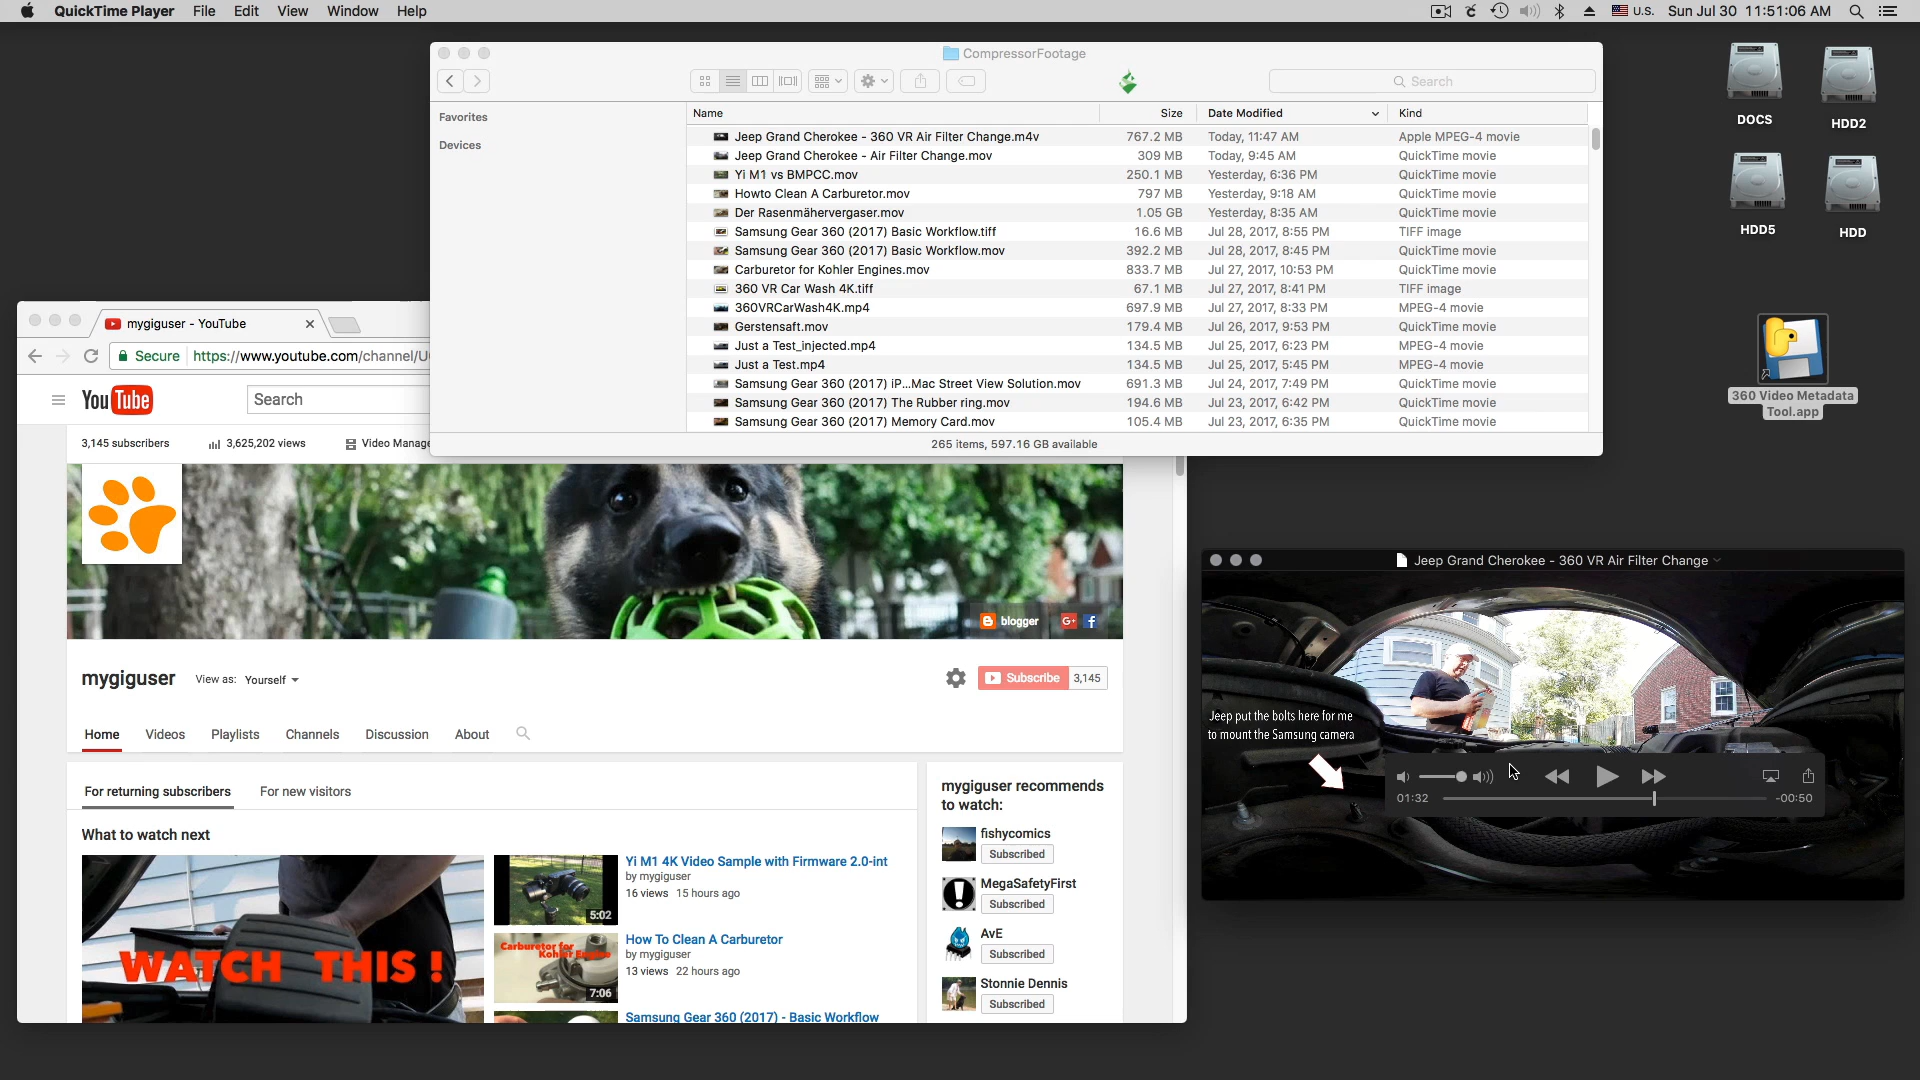 QuickTime Player File Edit View Window Help
U.S. Sun Jul 30 11:51:06 AM
CompressorFootage
Search
Favorites
Devices
Name Size Date Modified Kind
Jeep Grand Cherokee - 360 VR Air Filter Change.m4v 767.2 MB Today, 11:47 AM Apple MPEG-4 movie
Jeep Grand Cherokee - Air Filter Change.mov 309 MB Today, 9:45 AM QuickTime movie
Yi M1 vs BMPCC.mov 250.1 MB Yesterday, 6:36 PM QuickTime movie
Howto Clean A Carburetor.mov 797 MB Yesterday, 9:18 AM QuickTime movie
Der Rasenmähervergaser.mov 1.05 GB Yesterday, 8:35 AM QuickTime movie
Samsung Gear 360 (2017) Basic Workflow.tiff 16.6 MB Jul 28, 2017, 8:55 PM TIFF image
Samsung Gear 360 (2017) Basic Workflow.mov 392.2 MB Jul 28, 2017, 8:45 PM QuickTime movie
Carburetor for Kohler Engines.mov 833.7 MB Jul 27, 2017, 10:53 PM QuickTime movie
360 VR Car Wash 4K.tiff 67.1 MB Jul 27, 2017, 8:41 PM TIFF image
360VRCarWash4K.mp4 697.9 MB Jul 27, 2017, 8:33 PM MPEG-4 movie
Gerstensaft.mov 179.4 MB Jul 26, 2017, 9:53 PM QuickTime movie
Just a Test_injected.mp4 134.5 MB Jul 25, 2017, 6:23 PM MPEG-4 movie
Just a Test.mp4 134.5 MB Jul 25, 2017, 5:45 PM MPEG-4 movie
Samsung Gear 360 (2017) iP...Mac Street View Solution.mov 691.3 MB Jul 24, 2017, 7:49 PM QuickTime movie
Samsung Gear 360 (2017) The Rubber ring.mov 194.6 MB Jul 23, 2017, 6:42 PM QuickTime movie
Samsung Gear 360 (2017) Memory Card.mov 105.4 MB Jul 23, 2017, 6:35 PM QuickTime movie
265 items, 597.16 GB available
DOCS
HDD2
HDD5
HDD
360 Video Metadata
Tool.app
mygiguser - YouTube
Secure https://www.youtube.com/channel/U
YouTube
Search
3,145 subscribers 3,625,202 views Video Manage
blogger G+ f
mygiguser View as: Yourself
Subscribe 3,145
Home Videos Playlists Channels Discussion About
For returning subscribers For new visitors
What to watch next
WATCH THIS !
5:02
Yi M1 4K Video Sample with Firmware 2.0-int
by mygiguser
16 views 15 hours ago
Carburetor for
Kohler Engine
7:06
How To Clean A Carburetor
by mygiguser
13 views 22 hours ago
Samsung Gear 360 (2017) - Basic Workflow
mygiguser recommends
to watch:
fishycomics
Subscribed
MegaSafetyFirst
Subscribed
AvE
Subscribed
Stonnie Dennis
Subscribed
Jeep Grand Cherokee - 360 VR Air Filter Change
Jeep put the bolts here for me
to mount the Samsung camera
01:32 -00:50